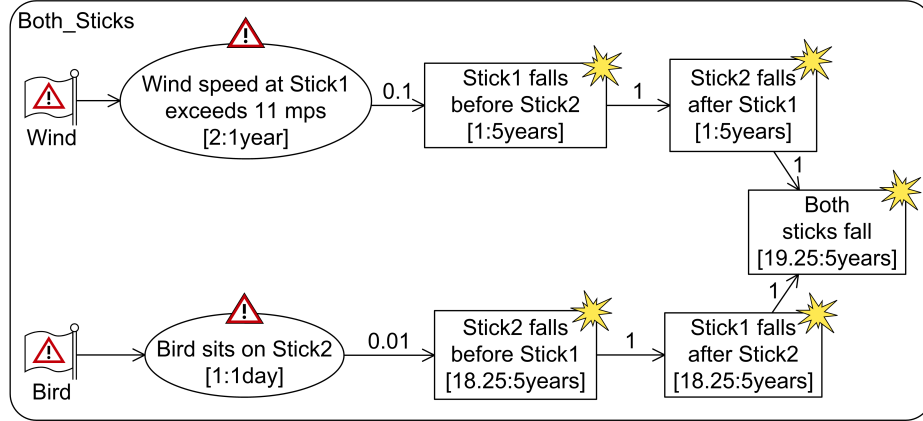 Both_Sticks
Wind
Wind speed at Stick1
exceeds 11 mps
[2:1year]
0.1
Stick1 falls
before Stick2
[1:5years]
1
Stick2 falls
after Stick1
[1:5years]
1
Both
sticks fall
[19.25:5years]
Bird
Bird sits on Stick2
[1:1day]
0.01
Stick2 falls
before Stick1
[18.25:5years]
1
Stick1 falls
after Stick2
[18.25:5years]
1